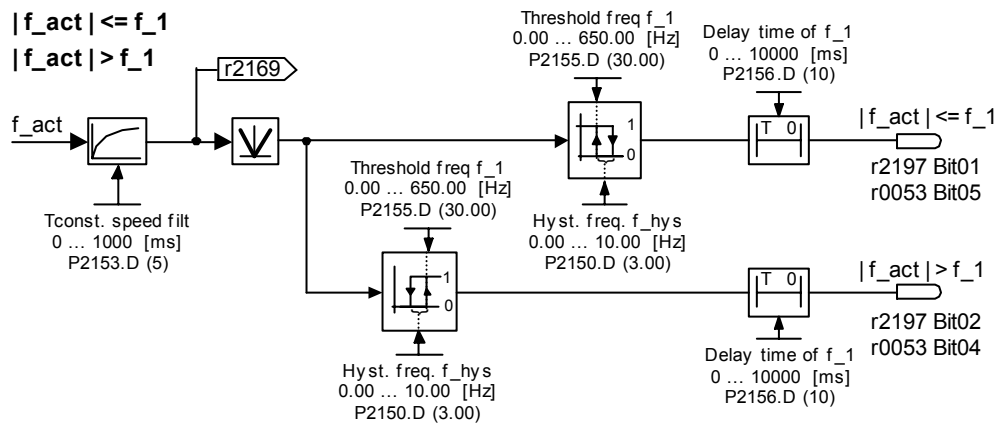 | f_act | <= f_1
| f_act | > f_1
r2169
f_act
Tconst. speed filt
0 ... 1000 [ms]
P2153.D (5)
Threshold freq f_1
0.00 ... 650.00 [Hz]
P2155.D (30.00)
1
0
Hyst. freq. f_hys
0.00 ... 10.00 [Hz]
P2150.D (3.00)
Delay time of f_1
0 ... 10000 [ms]
P2156.D (10)
T 0
| f_act | <= f_1
r2197 Bit01
r0053 Bit05
Threshold freq f_1
0.00 ... 650.00 [Hz]
P2155.D (30.00)
1
0
Hyst. freq. f_hys
0.00 ... 10.00 [Hz]
P2150.D (3.00)
T 0
Delay time of f_1
0 ... 10000 [ms]
P2156.D (10)
| f_act | > f_1
r2197 Bit02
r0053 Bit04